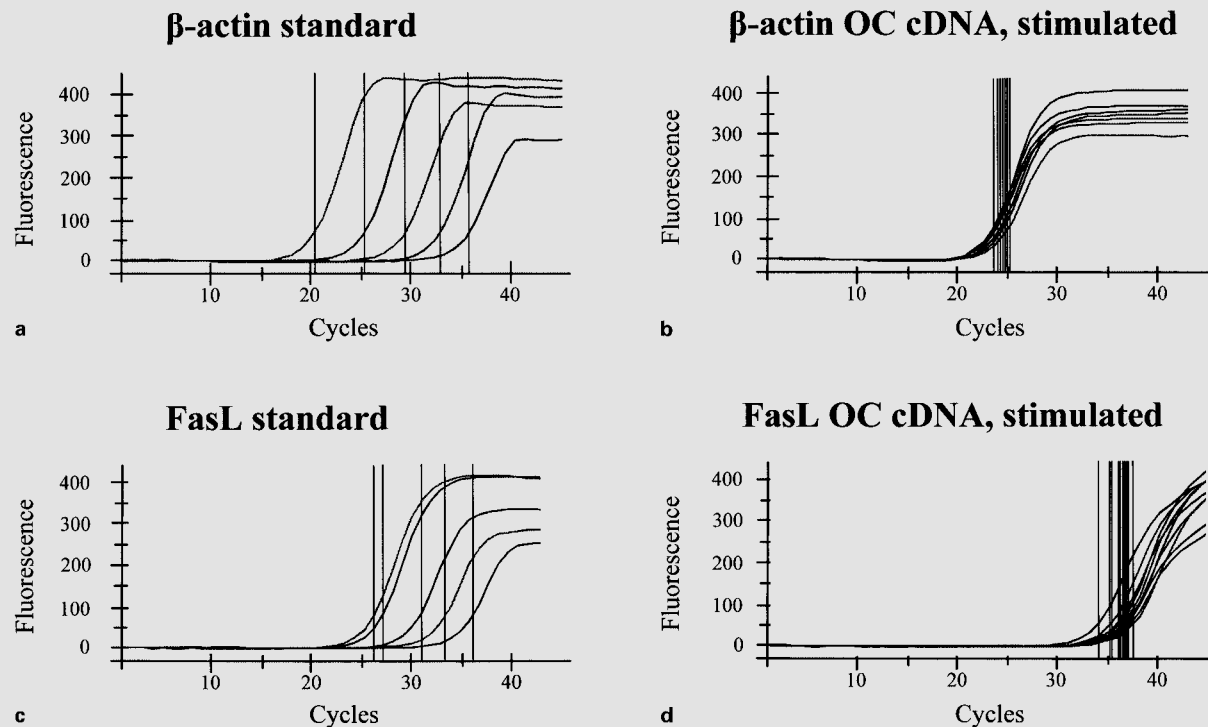 β-actin standard
Fluorescence
400
300
200
100
0
10
20
30
40
Cycles
a
β-actin OC cDNA, stimulated
Fluorescence
400
300
200
100
0
10
20
30
40
Cycles
b
FasL standard
Fluorescence
400
300
200
100
0
10
20
30
40
Cycles
c
FasL OC cDNA, stimulated
Fluorescence
400
300
200
100
0
10
20
30
40
Cycles
d